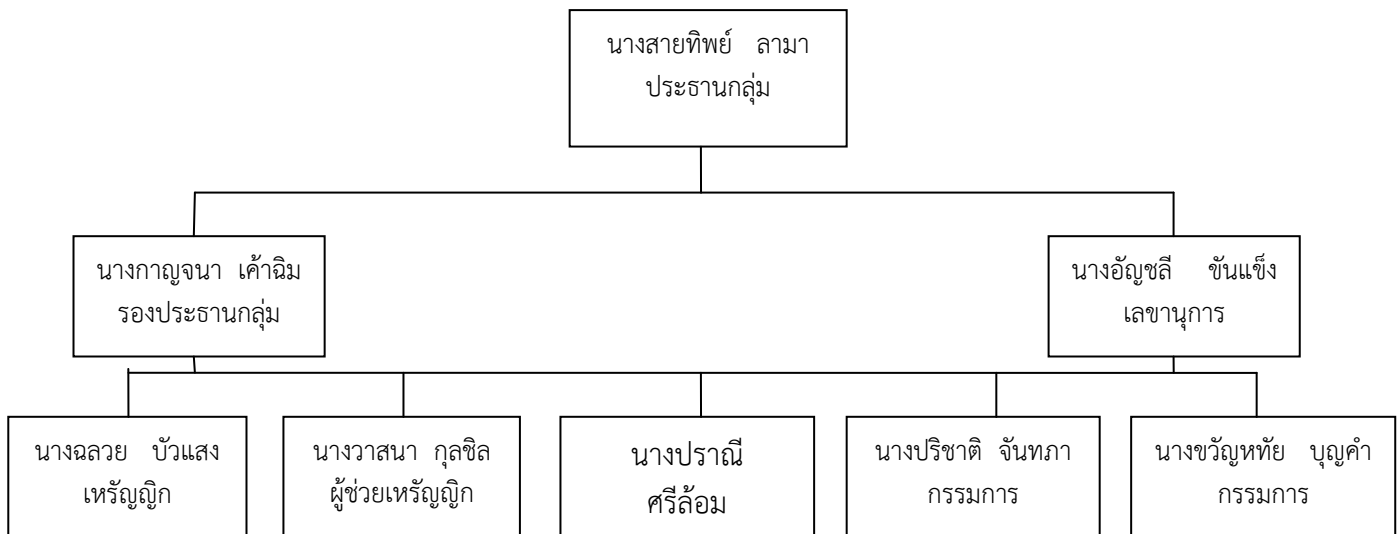 นางสายทิพย์ ลามา
ประธานกลุ่ม
นางกาญจนา เค้าฉิม
รองประธานกลุ่ม
นางอัญชลี ขันแข็ง
เลขานุการ
นางฉลวย บัวแสง
เหรัญญิก
นางวาสนา กุลชิล
ผู้ช่วยเหรัญญิก
นางปราณี
ศรีล้อม
นางปริชาติ จันทภา
กรรมการ
นางขวัญหทัย บุญคำ
กรรมการ